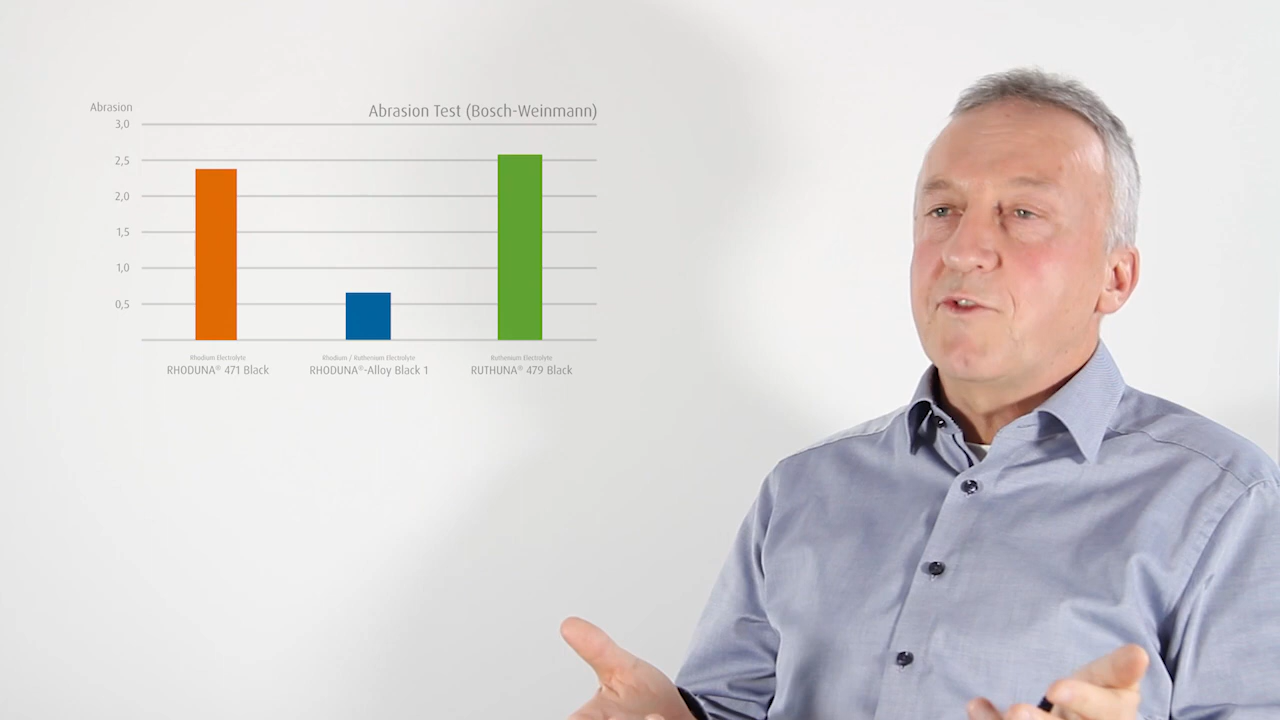 Abrasion
Abrasion Test (Bosch-Weinmann)
3,0
2,5
2,0
1,5
1,0
0,5
Rhodium Electrolyte
RHODUNA® 471 Black
Rhodium / Ruthenium Electrolyte
RHODUNA®-Alloy Black 1
Ruthenium Electrolyte
RUTHUNA® 479 Black